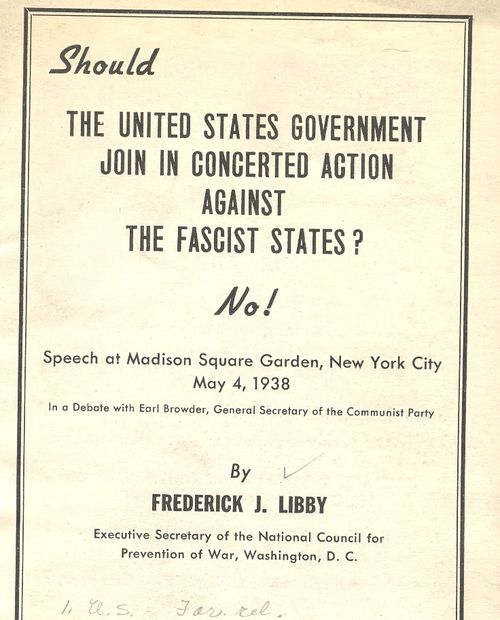 Should
THE UNITED STATES GOVERNMENT
JOIN IN CONCERTED ACTION
AGAINST
THE FASCIST STATES?
No!
Speech at Madison Square Garden, New York City
May 4, 1938
In a Debate with Earl Browder, General Secretary of the Communist Party
By
FREDERICK J. LIBBY
Executive Secretary of the National Council for
Prevention of War, Washington, D. C.
1. U.S. - For. rel.